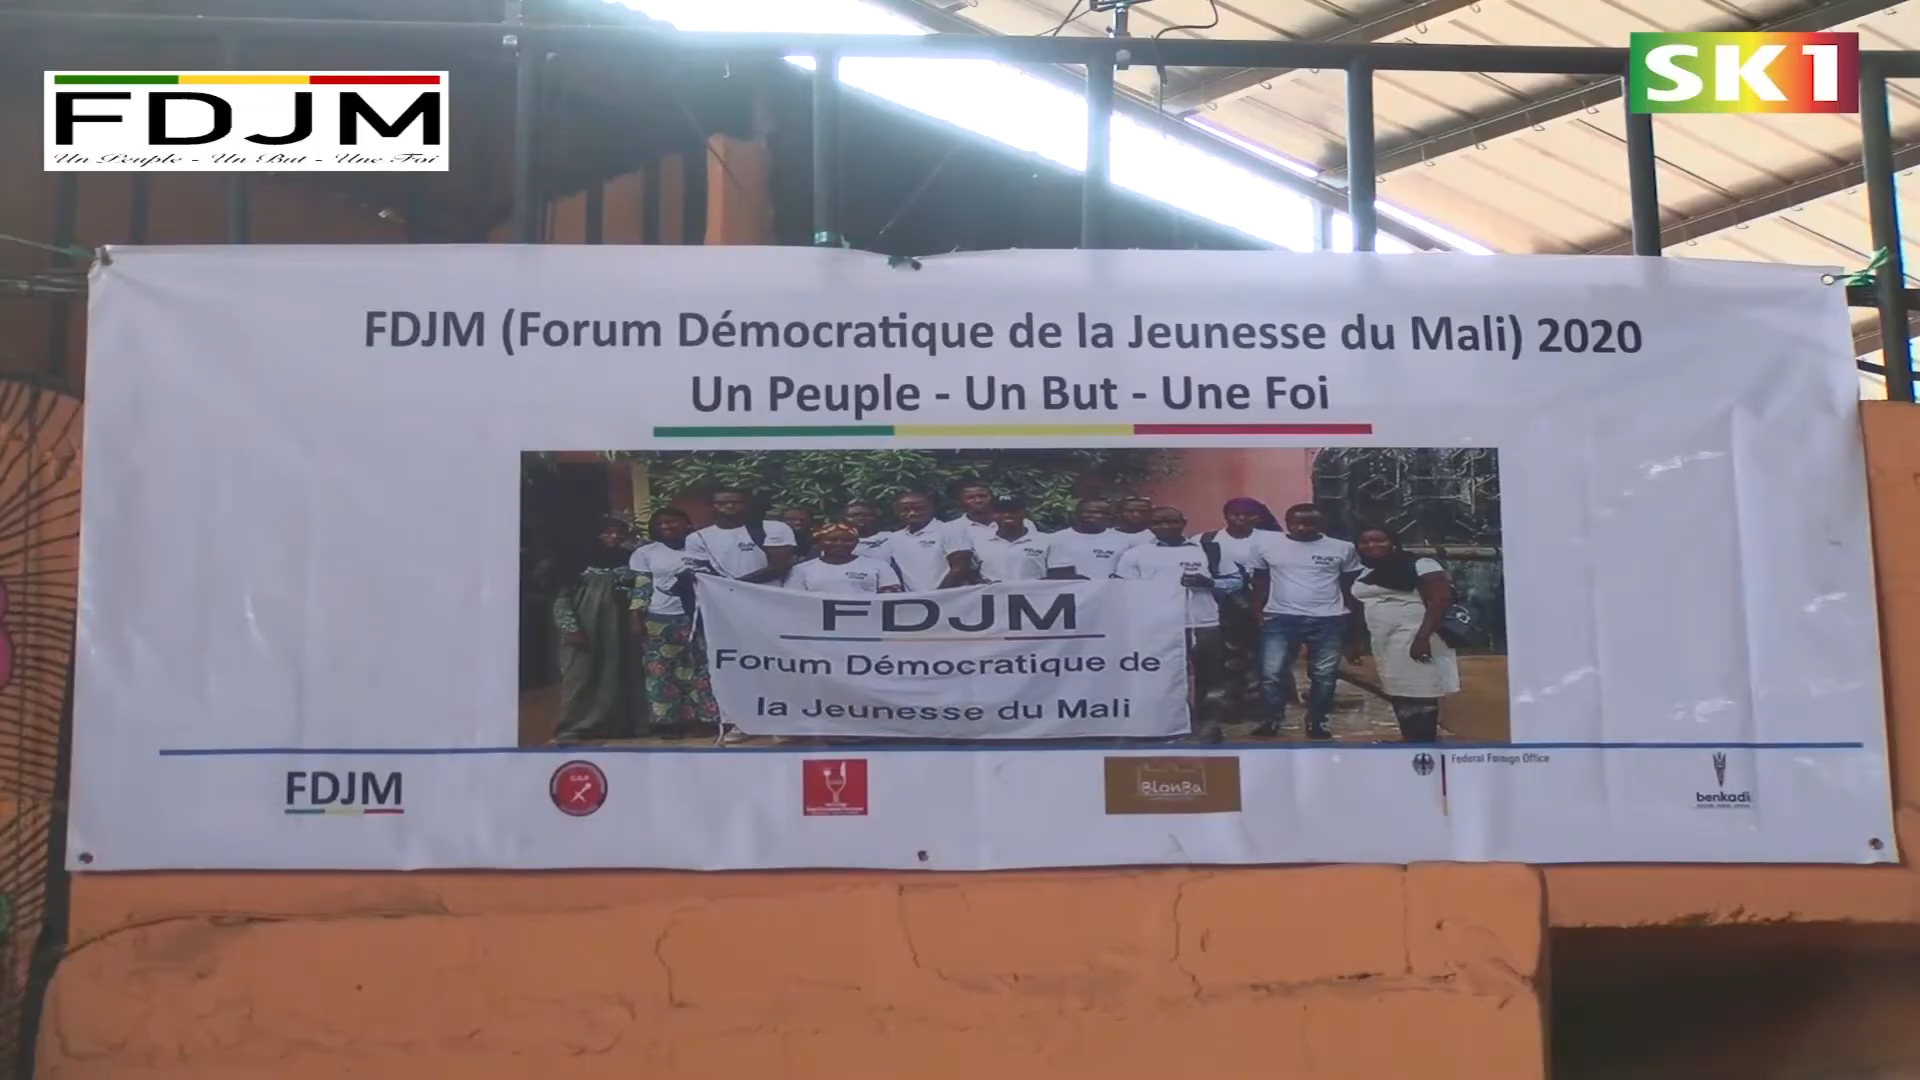 FDJM
Un Peuple - Un But - Une Foi
SK1
FDJM (Forum Démocratique de la Jeunesse du Mali) 2020
Un Peuple - Un But - Une Foi
FDJM
Forum Démocratique de
la Jeunesse du Mali
FDJM
BlonBa
Federal Foreign Office
benkadi